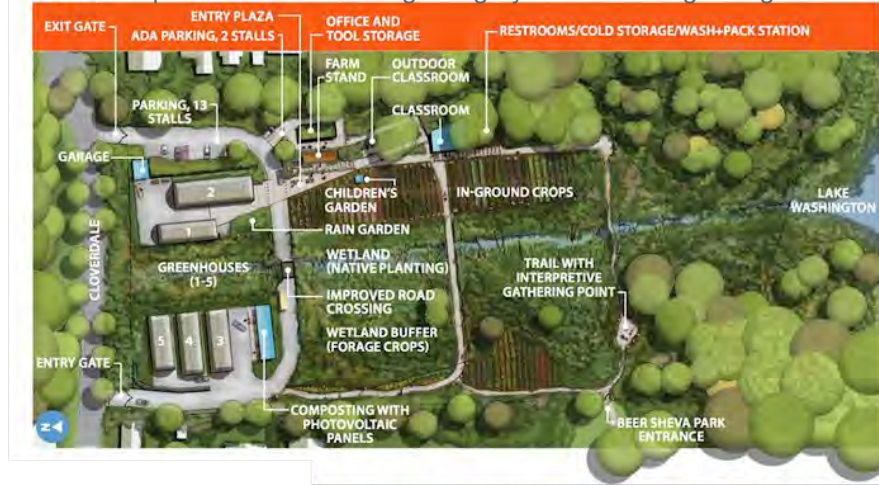 EXIT GATE
ENTRY PLAZA
ADA PARKING, 2 STALLS
OFFICE AND
TOOL STORAGE
RESTROOMS/COLD STORAGE/WASH+PACK STATION
FARM
STAND
OUTDOOR
CLASSROOM
CLASSROOM
PARKING, 13
STALLS
GARAGE
2
1
CHILDREN'S
GARDEN
IN-GROUND CROPS
LAKE
WASHINGTON
RAIN GARDEN
CLOVERDALE
GREENHOUSES
(1-5)
WETLAND
(NATIVE PLANTING)
TRAIL WITH
INTERPRETIVE
GATHERING POINT
IMPROVED ROAD
CROSSING
WETLAND BUFFER
(FORAGE CROPS)
5
4
3
ENTRY GATE
COMPOSTING WITH
PHOTOVOLTAIC
PANELS
BEER SHEVA PARK
ENTRANCE
N